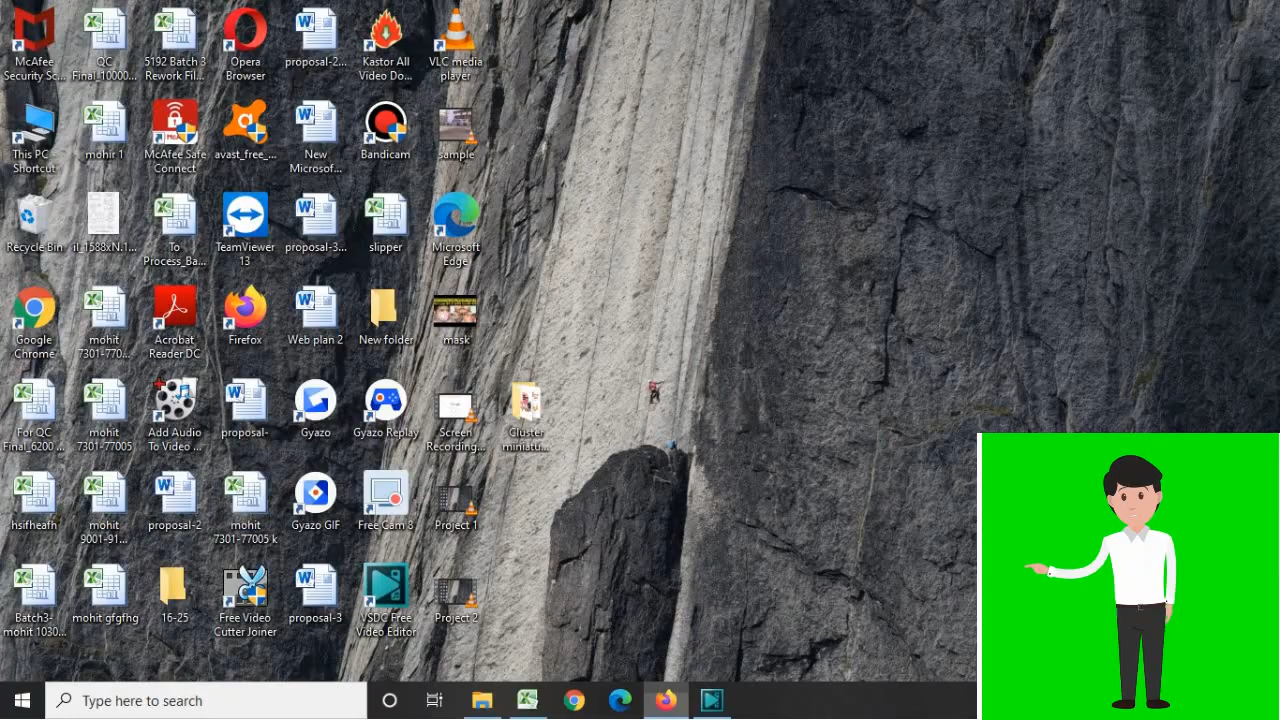 McAfee
Security Sc...
QC
Final_10000...
5192 Batch 3
Rework Fil...
Opera
Browser
proposal-2...
Kastor All
Video Do...
VLC media
player
This PC -
Shortcut
mohir 1
McAfee Safe
Connect
avast_free_...
New
Microsof...
Bandicam
sample
Recycle Bin
il_1588xN.1...
To
Process_Ba...
TeamViewer
13
proposal-3...
slipper
Microsoft
Edge
Google
Chrome
mohit
7301-770...
Acrobat
Reader DC
Firefox
Web plan 2
New folder
mask
For QC
Final_6200 ...
mohit
7301-77005
Add Audio
To Video ...
proposal-
Gyazo
Gyazo Replay
Screen
Recording...
Cluster
miniatu...
hsifheafh
mohit
9001-91...
proposal-2
mohit
7301-77005 k
Gyazo GIF
Free Cam 8
Project 1
Batch3-
mohit 1030...
mohit gfgfhg
16-25
Free Video
Cutter Joiner
proposal-3
VSDC Free
Video Editor
Project 2
Type here to search